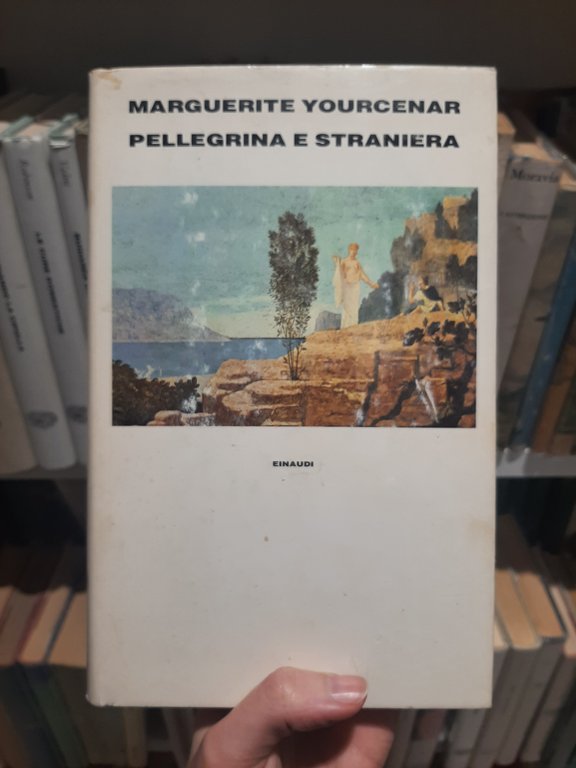 MARGUERITE YOURCENAR
PELLEGRINA E STRANIERA
EINAUDI
Moravia